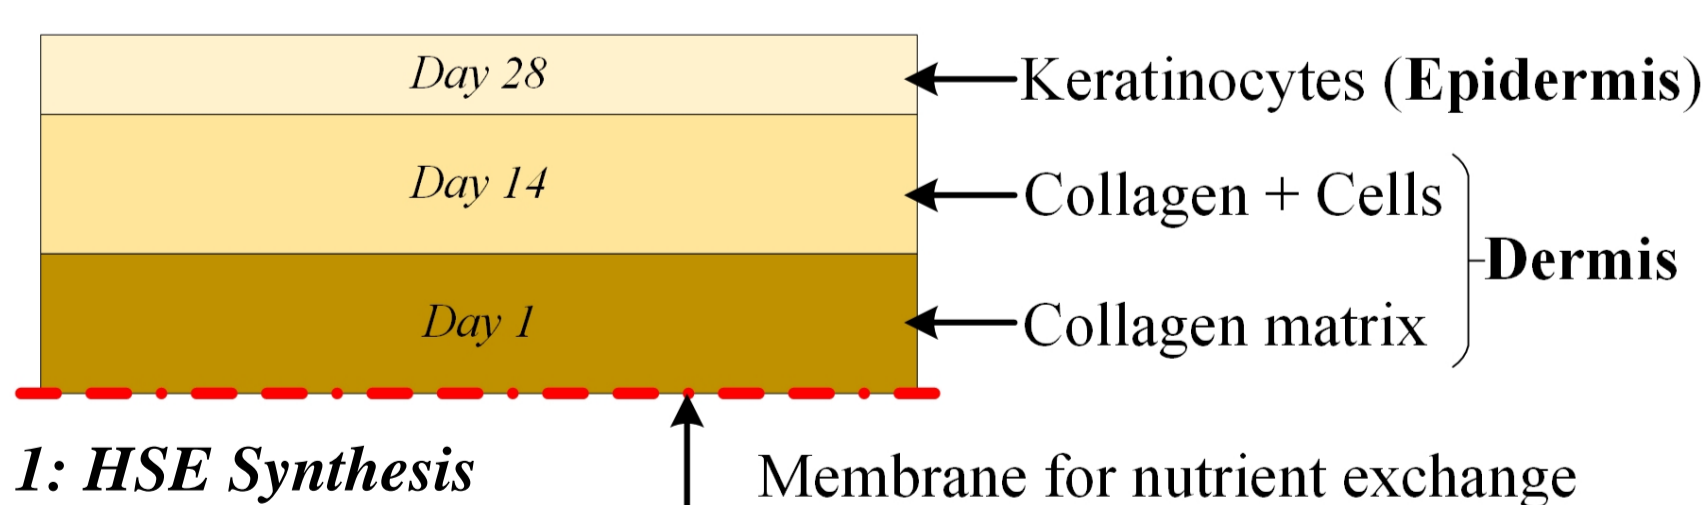 Day 28
Keratinocytes (Epidermis)
Day 14
Collagen + Cells
Dermis
Day 1
Collagen matrix
1: HSE Synthesis
Membrane for nutrient exchange